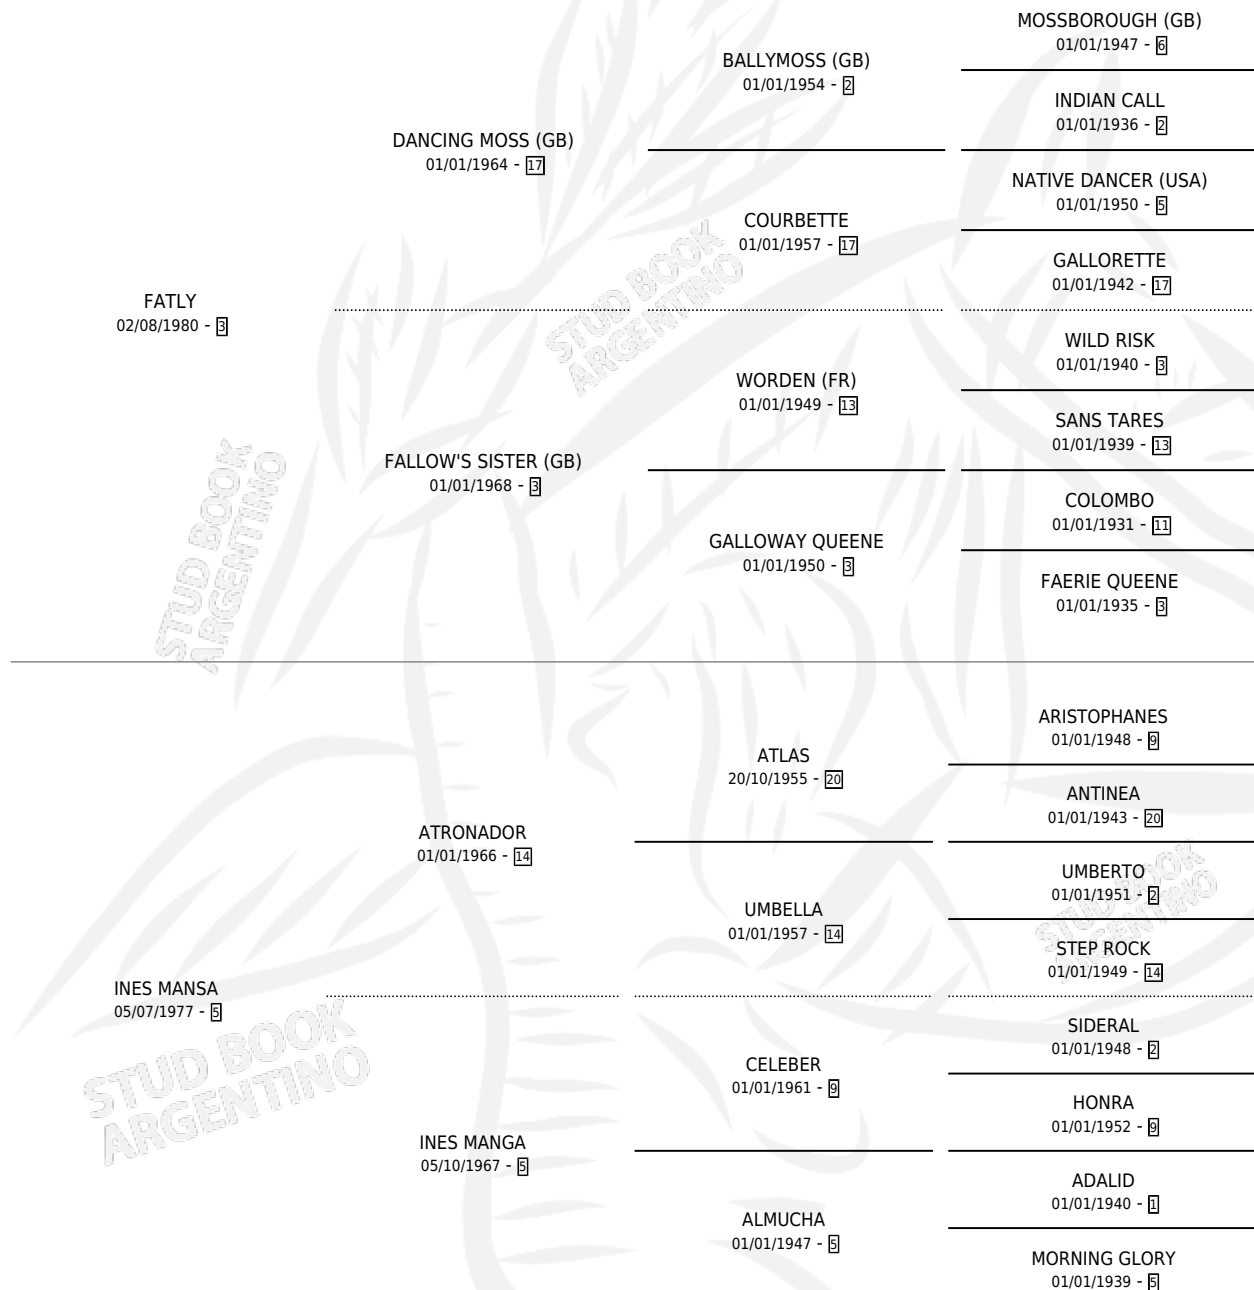 MOSSBOROUGH (GB)
01/01/1947 - 6
BALLYMOSS (GB)
01/01/1954 - 2
INDIAN CALL
01/01/1936 - 2
DANCING MOSS (GB)
01/01/1964 - 17
NATIVE DANCER (USA)
01/01/1950 - 5
COURBETTE
01/01/1957 - 17
GALLORETTE
01/01/1942 - 17
FATLY
02/08/1980 - 3
WILD RISK
01/01/1940 - 3
WORDEN (FR)
01/01/1949 - 13
SANS TARES
01/01/1939 - 13
FALLOW'S SISTER (GB)
01/01/1968 - 3
COLOMBO
01/01/1931 - 11
GALLOWAY QUEENE
01/01/1950 - 3
FAERIE QUEENE
01/01/1935 - 3
ARISTOPHANES
01/01/1948 - 9
ATLAS
20/10/1955 - 20
ANTINEA
01/01/1943 - 20
ATRONADOR
01/01/1966 - 14
UMBERTO
01/01/1951 - 2
UMBELLA
01/01/1957 - 14
STEP ROCK
01/01/1949 - 14
INES MANSA
05/07/1977 - 5
SIDERAL
01/01/1948 - 2
CELEBER
01/01/1961 - 9
HONRA
01/01/1952 - 9
INES MANGA
05/10/1967 - 5
ADALID
01/01/1940 - 1
ALMUCHA
01/01/1947 - 5
MORNING GLORY
01/01/1939 - 5
STUD BOOK
ARGENTINO
STUD BOOK
ARGENTINO
STUD BOOK
ARGENTINO
STUD BOOK
ARGENTINO